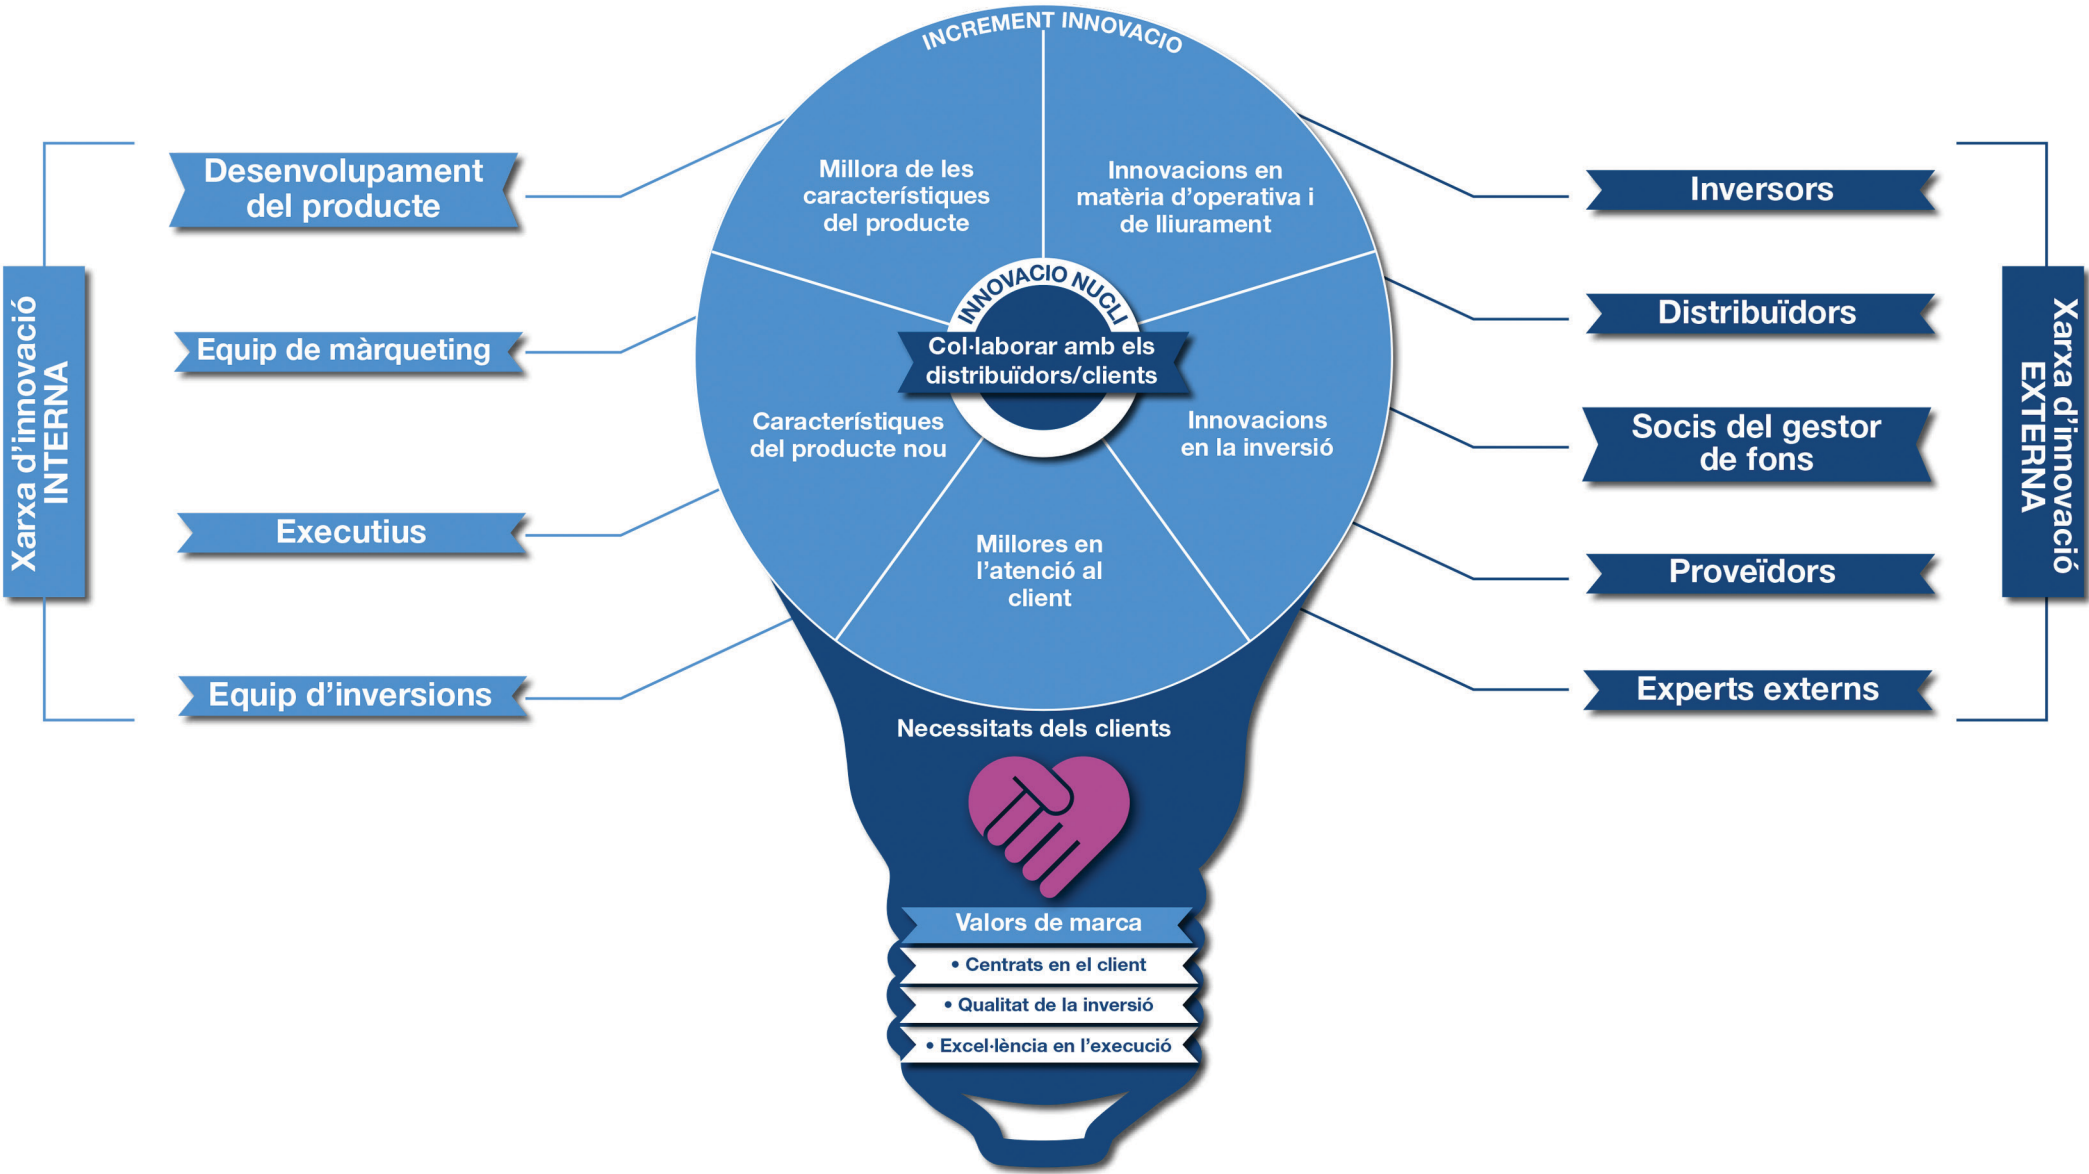 INCREMENT INNOVACIO
Xarxa d'innovació
INTERNA
Desenvolupament
del producte
Equip de màrqueting
Executius
Equip d'inversions
Millora de les
característiques
del producte
Innovacions en
matèria d'operativa i
de lliurament
INNOVACIO NUCLI
Col·laborar amb els
distribuïdors/clients
Característiques
del producte nou
Innovacions
en la inversió
Millores en
l'atenció al
client
Necessitats dels clients
Valors de marca
• Centrats en el client
• Qualitat de la inversió
• Excel·lència en l'execució
Inversors
Distribuïdors
Socis del gestor
de fons
Proveïdors
Experts externs
Xarxa d'innovació
EXTERNA